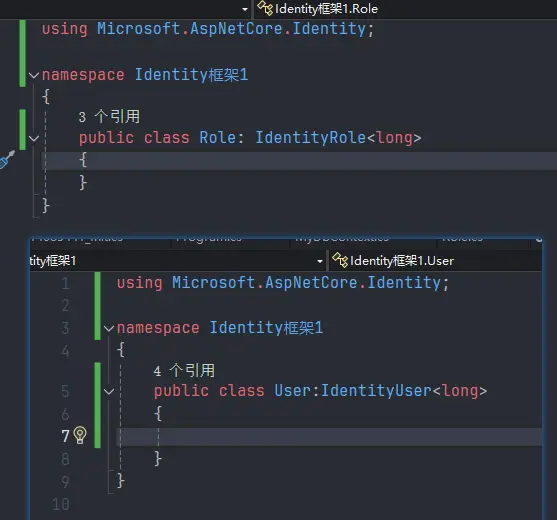 Identity框架1.Role
using Microsoft.AspNetCore.Identity;
namespace Identity框架1
{
3 个引用
public class Role: IdentityRole<long>
{
}
}
tity框架1
Identity框架1.User
1 using Microsoft.AspNetCore.Identity;
2
3 namespace Identity框架1
4 {
4 个引用
5 public class User:IdentityUser<long>
6 {
7
8 }
9 }
10